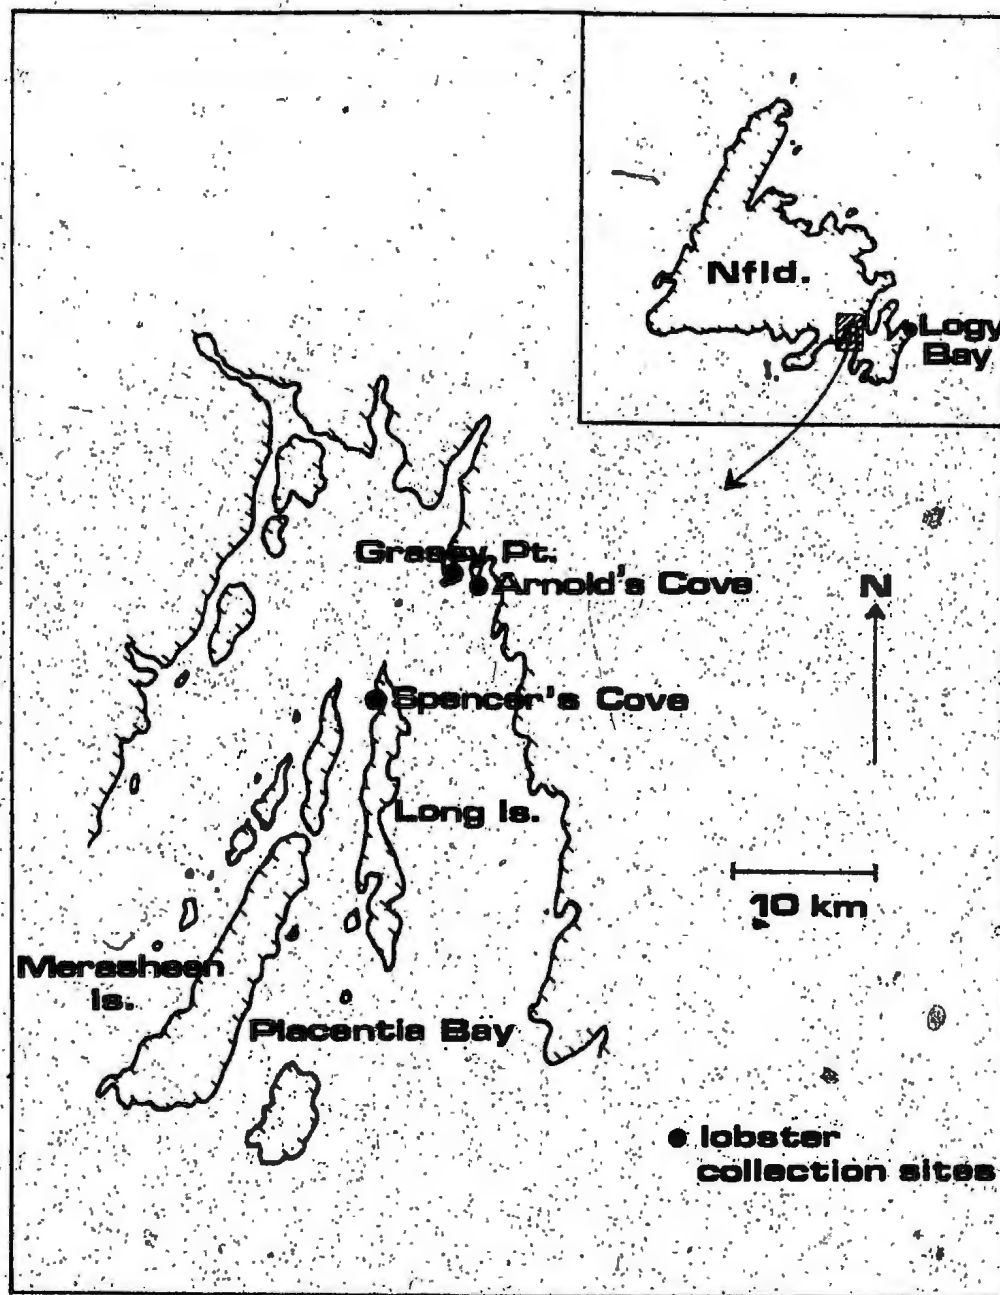 Nfld.
Logy
Bay
Grassy Pt.
Arnold's Cove
N
Spencer's Cove
Long Is.
10 km
Merasheen
Is.
Placentia Bay
lobster
collection sites